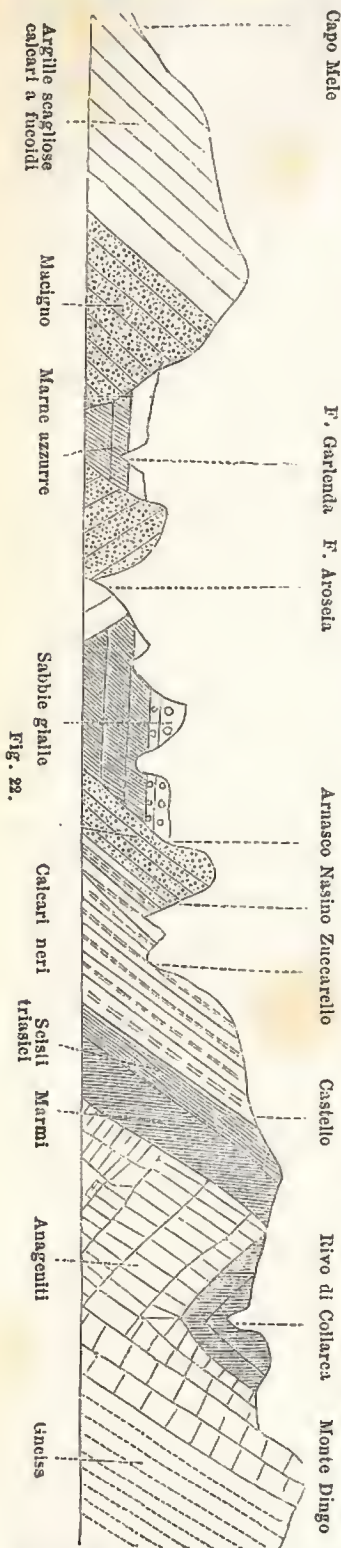 Capo Mele
F. Garlenda
F. Aroscia
Arnasco
Nasino
Zuccarello
Castello
Rivo di Collarca
Monte Dingo
Argille scagliose
calcari a fucoidi
Macigno
Marne azzurre
Sabbie gialle
Calcari neri
Scisti
triasici
Marmi
Anageniti
Gneiss
Fig. 22.